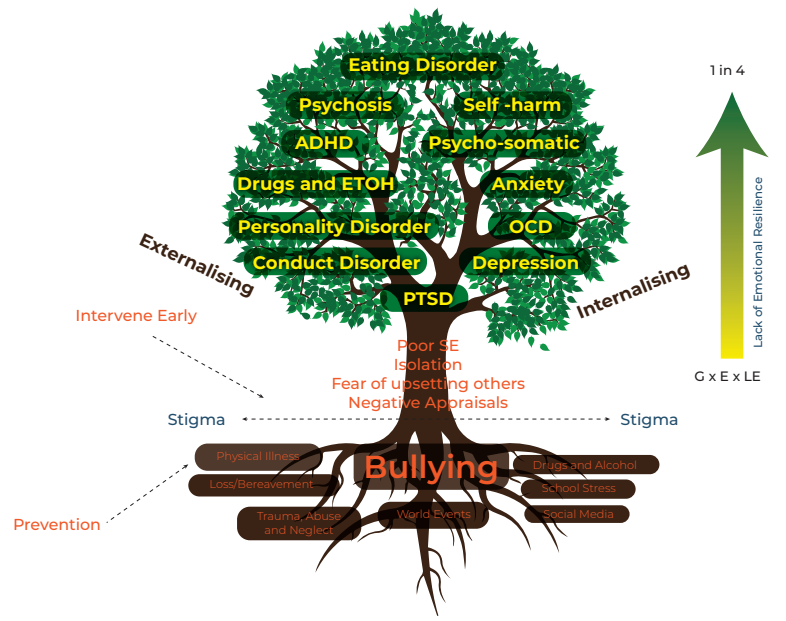 1 in 4
Eating Disorder
Psychosis
Self -harm
ADHD
Psycho-somatic
Drugs and ETOH
Anxiety
Personality Disorder
OCD
Conduct Disorder
Depression
PTSD
Externalising
Internalising
Lack of Emotional Resilience
G x E x LE
Intervene Early
Poor SE
Isolation
Fear of upsetting others
Negative Appraisals
Stigma
Stigma
Physical Illness
Bullying
Drugs and Alcohol
Loss/Bereavement
School Stress
Trauma, Abuse
and Neglect
World Events
Social Media
Prevention